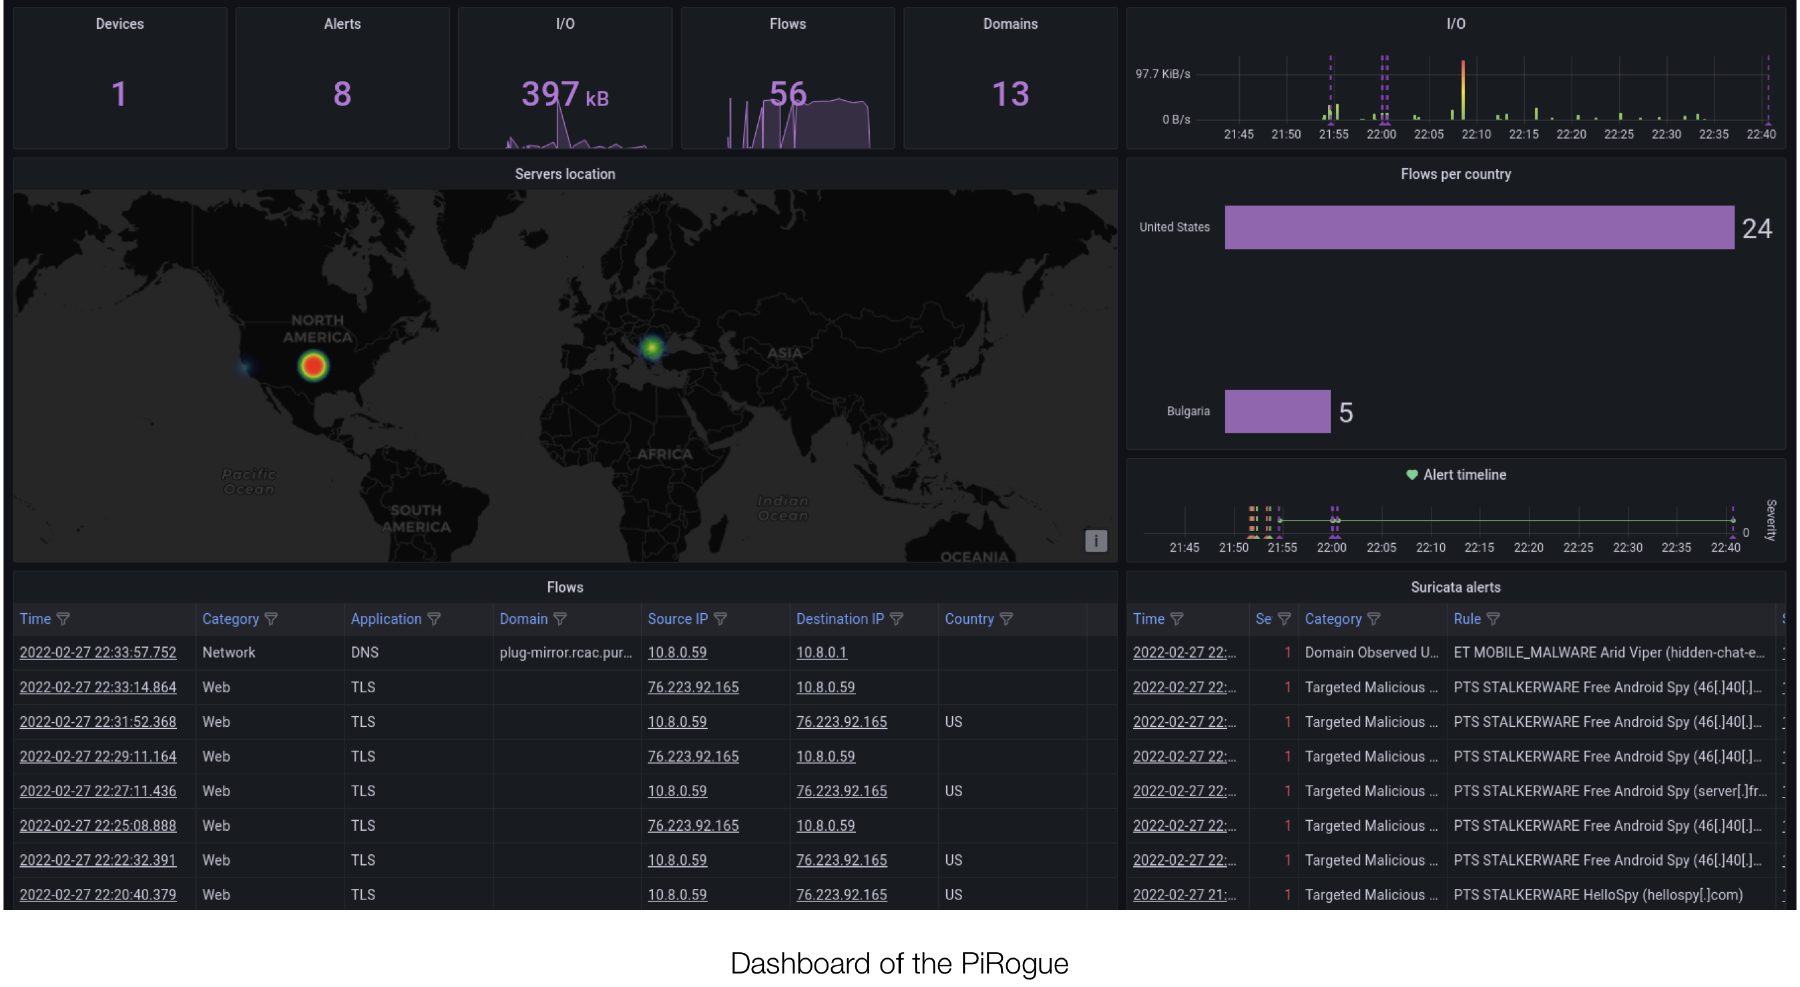 Devices
1
Alerts
8
I/O
397 kB
Flows
56
Domains
13
I/O
97.7 KiB/s
0 B/s
21:45 21:50 21:55 22:00 22:05 22:10 22:15 22:20 22:25 22:30 22:35 22:40
Servers location
NORTH
AMERICA
ASIA
AFRICA
Pacific
Ocean
SOUTH
AMERICA
Indian
Ocean
OCEANIA
i
Flows per country
United States 24
Bulgaria 5
Alert timeline
Severity
0
21:45 21:50 21:55 22:00 22:05 22:10 22:15 22:20 22:25 22:30 22:35 22:40
Flows
Time Category Application Domain Source IP Destination IP Country
2022-02-27 22:33:57.752 Network DNS plug-mirror.rcac.pur... 10.8.0.59 10.8.0.1
2022-02-27 22:33:14.864 Web TLS 76.223.92.165 10.8.0.59
2022-02-27 22:31:52.368 Web TLS 10.8.0.59 76.223.92.165 US
2022-02-27 22:29:11.164 Web TLS 76.223.92.165 10.8.0.59
2022-02-27 22:27:11.436 Web TLS 10.8.0.59 76.223.92.165 US
2022-02-27 22:25:08.888 Web TLS 76.223.92.165 10.8.0.59
2022-02-27 22:22:32.391 Web TLS 10.8.0.59 76.223.92.165 US
2022-02-27 22:20:40.379 Web TLS 10.8.0.59 76.223.92.165 US
Suricata alerts
Time Se Category Rule
2022-02-27 22:... 1 Domain Observed U... ET MOBILE_MALWARE Arid Viper (hidden-chat-e...
2022-02-27 22:... 1 Targeted Malicious ... PTS STALKERWARE Free Android Spy (46[.]40[.]...
2022-02-27 22:... 1 Targeted Malicious ... PTS STALKERWARE Free Android Spy (46[.]40[.]...
2022-02-27 22:... 1 Targeted Malicious ... PTS STALKERWARE Free Android Spy (46[.]40[.]...
2022-02-27 22:... 1 Targeted Malicious ... PTS STALKERWARE Free Android Spy (server[.]fr...
2022-02-27 22:... 1 Targeted Malicious ... PTS STALKERWARE Free Android Spy (46[.]40[.]...
2022-02-27 22:... 1 Targeted Malicious ... PTS STALKERWARE Free Android Spy (46[.]40[.]...
2022-02-27 21:... 1 Targeted Malicious ... PTS STALKERWARE HelloSpy (hellospy[.]com)
Dashboard of the PiRogue